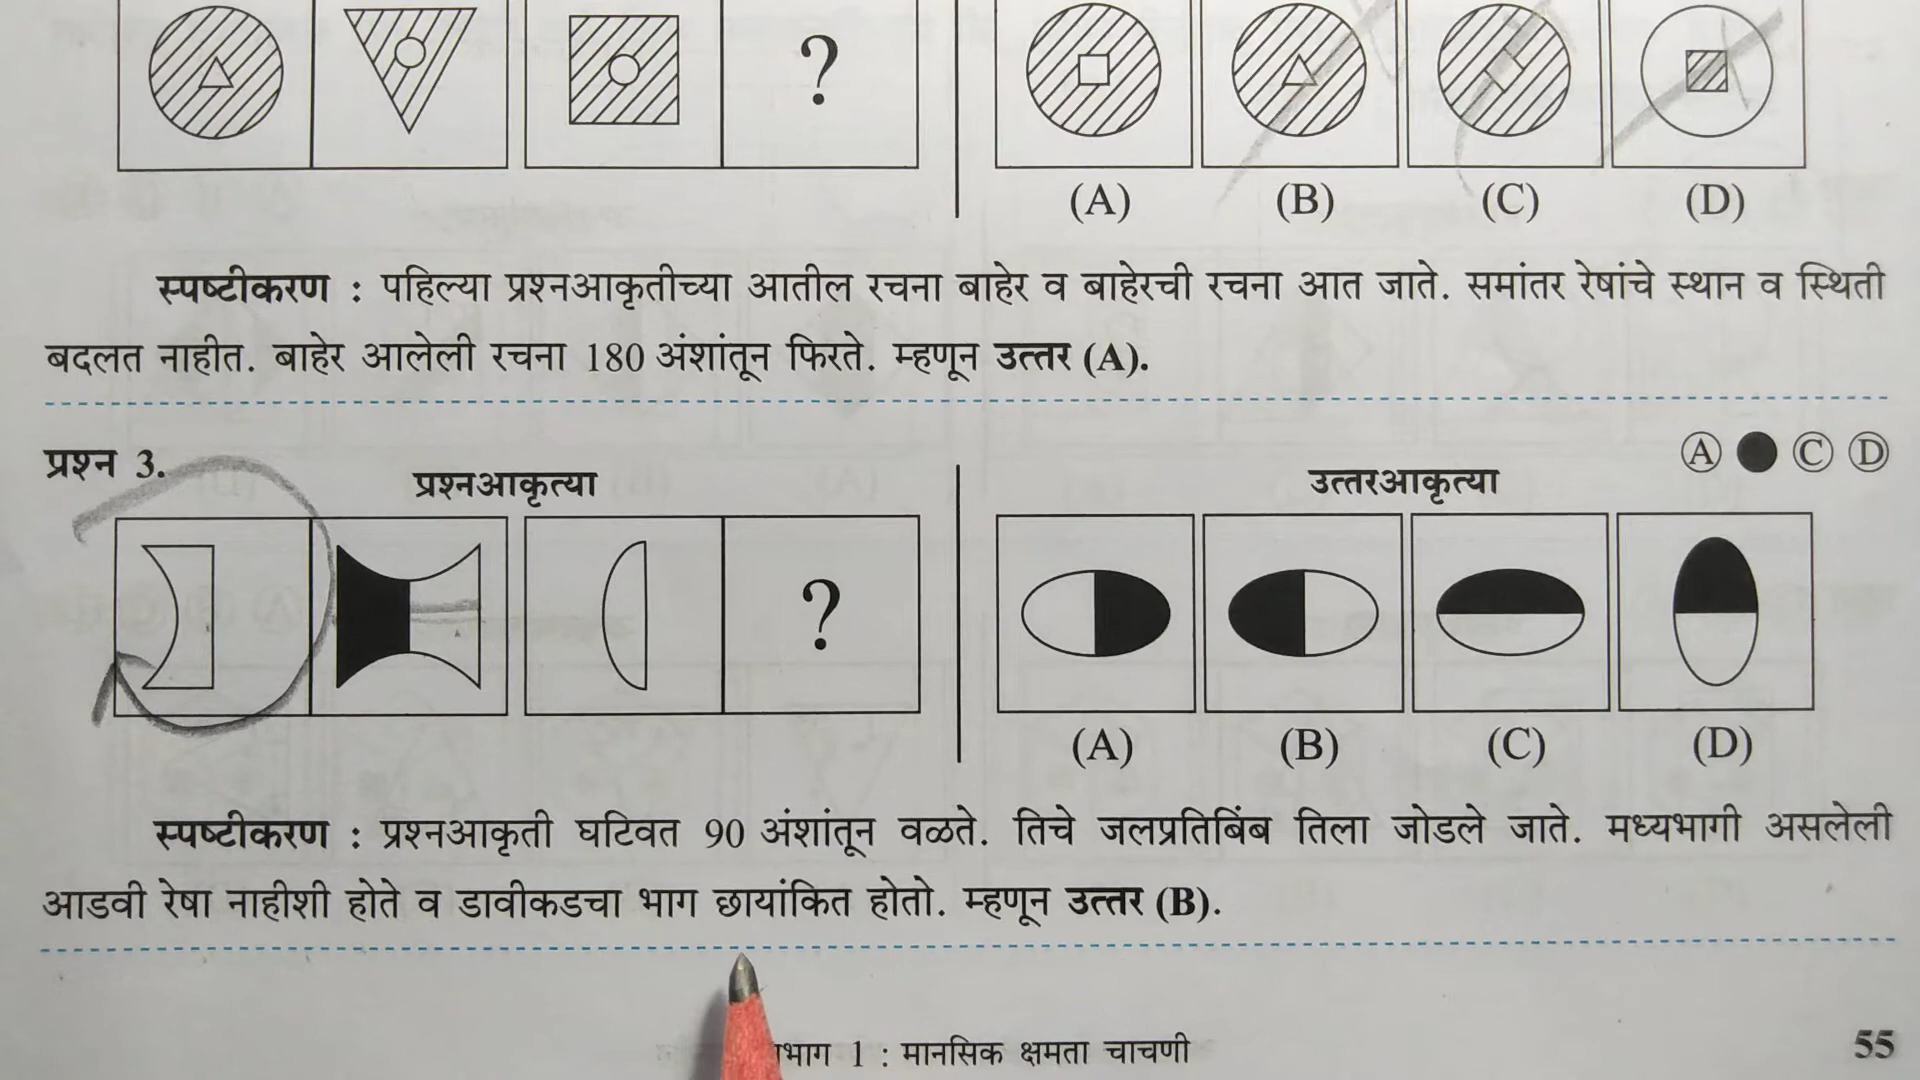 ?
(A) (B) (C) (D)
स्पष्टीकरण : पहिल्या प्रश्नआकृतीच्या आतील रचना बाहेर व बाहेरची रचना आत जाते. समांतर रेषांचे स्थान व स्थिती
बदलत नाहीत. बाहेर आलेली रचना 180 अंशांतून फिरते. म्हणून उत्तर (A).
प्रश्न 3.
प्रश्नआकृत्या
उत्तरआकृत्या
Ⓐ ● Ⓒ Ⓓ
?
(A) (B) (C) (D)
स्पष्टीकरण : प्रश्नआकृती घटिवत 90 अंशांतून वळते. तिचे जलप्रतिबिंब तिला जोडले जाते. मध्यभागी असलेली
आडवी रेषा नाहीशी होते व डावीकडचा भाग छायांकित होतो. म्हणून उत्तर (B).
1 : मानसिक क्षमता चाचणी
55